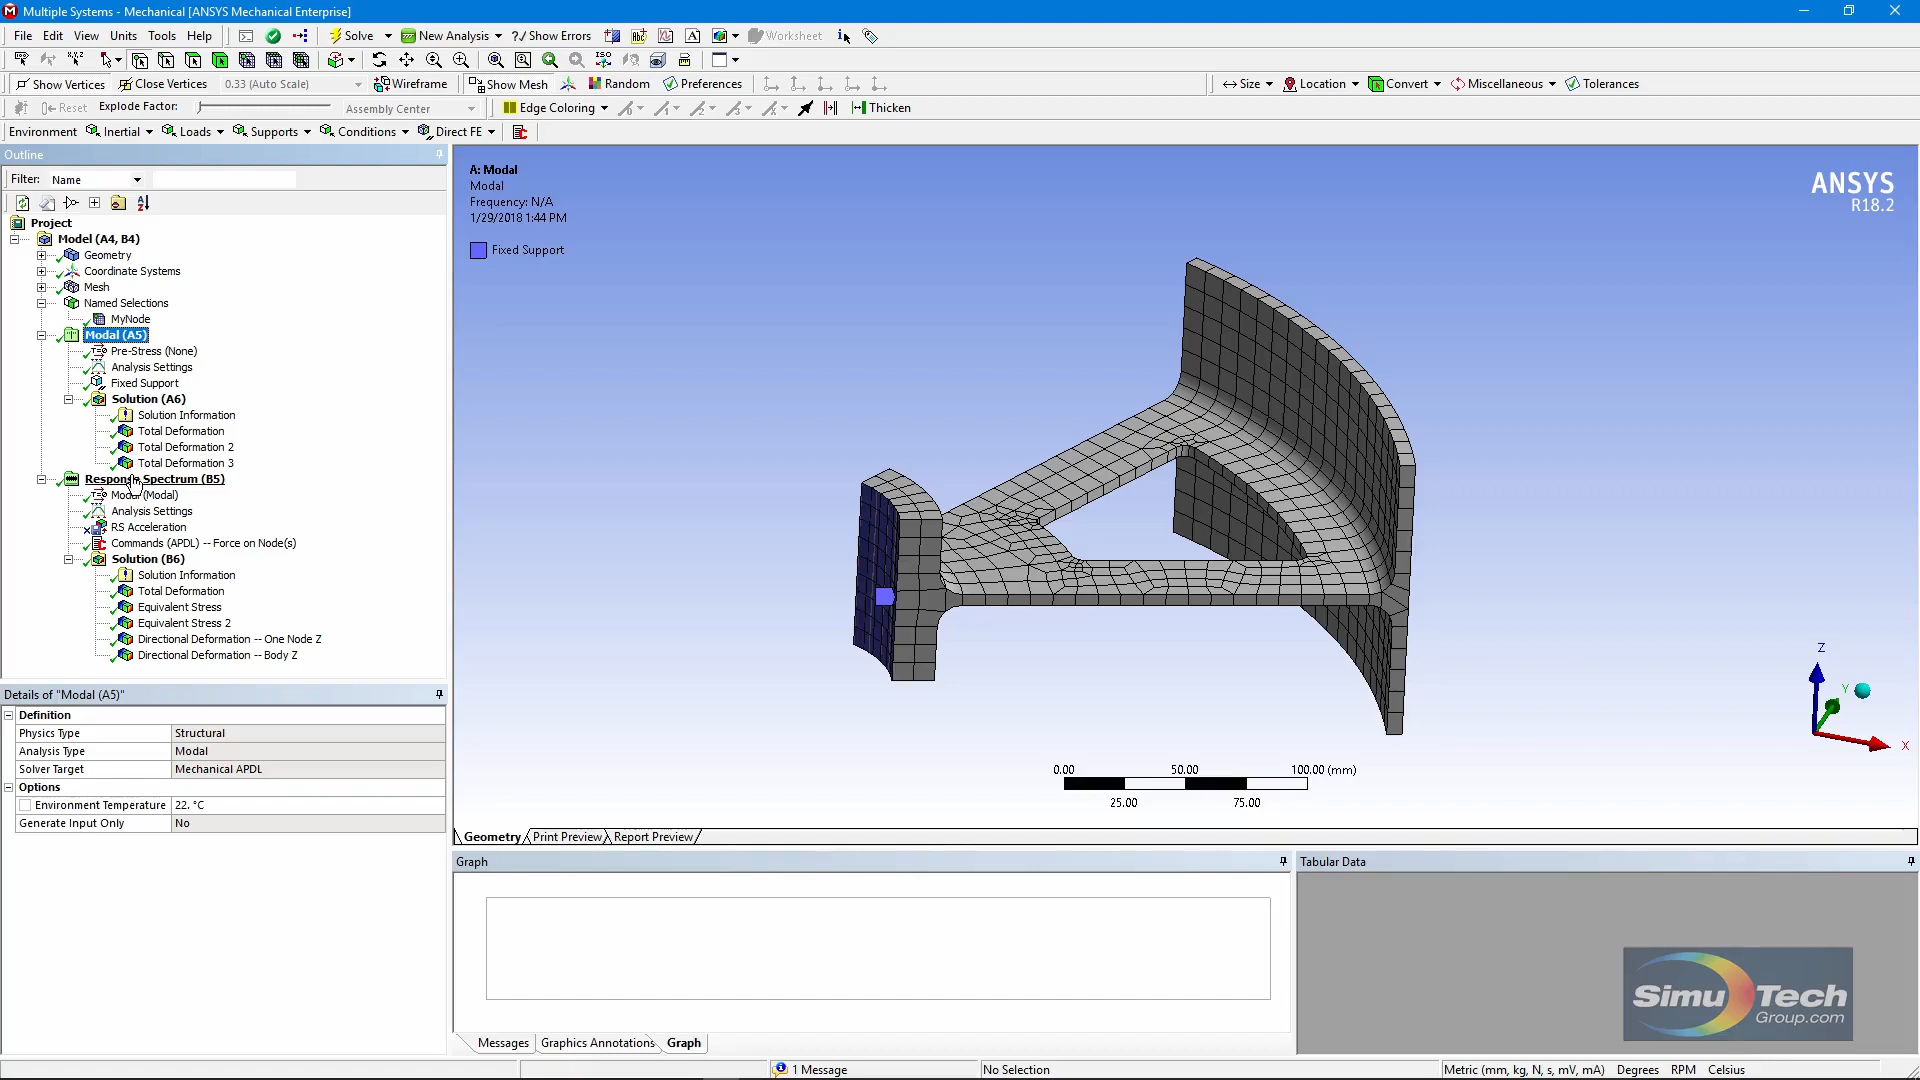 Multiple Systems - Mechanical [ANSYS Mechanical Enterprise]
File Edit View Units Tools Help Solve New Analysis ?/ Show Errors Worksheet
Show Vertices Close Vertices 0.33 (Auto Scale) Wireframe Show Mesh Random Preferences Size Location Convert Miscellaneous Tolerances
Reset Explode Factor: Assembly Center Edge Coloring Thicken
Environment Inertial Loads Supports Conditions Direct FE
Outline
Filter: Name
Project
Model (A4, B4)
Geometry
Coordinate Systems
Mesh
Named Selections
MyNode
Modal (A5)
Pre-Stress (None)
Analysis Settings
Fixed Support
Solution (A6)
Solution Information
Total Deformation
Total Deformation 2
Total Deformation 3
Response Spectrum (B5)
Modal (Modal)
Analysis Settings
RS Acceleration
Commands (APDL) -- Force on Node(s)
Solution (B6)
Solution Information
Total Deformation
Equivalent Stress
Equivalent Stress 2
Directional Deformation -- One Node Z
Directional Deformation -- Body Z
Details of "Modal (A5)"
Definition
Physics Type Structural
Analysis Type Modal
Solver Target Mechanical APDL
Options
Environment Temperature 22. °C
Generate Input Only No
A: Modal
Modal
Frequency: N/A
1/29/2018 1:44 PM
Fixed Support
ANSYS
R18.2
Z
Y
X
0.00 50.00 100.00 (mm)
25.00 75.00
Geometry Print Preview Report Preview
Graph
Tabular Data
SimuTech
Group.com
Messages Graphics Annotations Graph
1 Message No Selection Metric (mm, kg, N, s, mV, mA) Degrees RPM Celsius